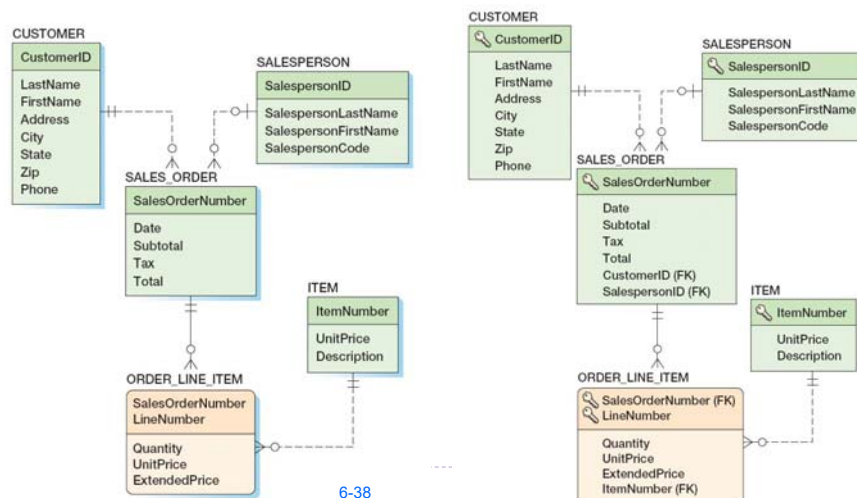 CUSTOMER
CustomerID
LastName
FirstName
Address
City
State
Zip
Phone
SALESPERSON
SalespersonID
SalespersonLastName
SalespersonFirstName
SalespersonCode
SALES_ORDER
SalesOrderNumber
Date
Subtotal
Tax
Total
ITEM
ItemNumber
UnitPrice
Description
ORDER_LINE_ITEM
SalesOrderNumber
LineNumber
Quantity
UnitPrice
ExtendedPrice
6-38
CUSTOMER
CustomerID
LastName
FirstName
Address
City
State
Zip
Phone
SALESPERSON
SalespersonID
SalespersonLastName
SalespersonFirstName
SalespersonCode
SALES_ORDER
SalesOrderNumber
Date
Subtotal
Tax
Total
CustomerID (FK)
SalespersonID (FK)
ITEM
ItemNumber
UnitPrice
Description
ORDER_LINE_ITEM
SalesOrderNumber (FK)
LineNumber
Quantity
UnitPrice
ExtendedPrice
ItemNumber (FK)